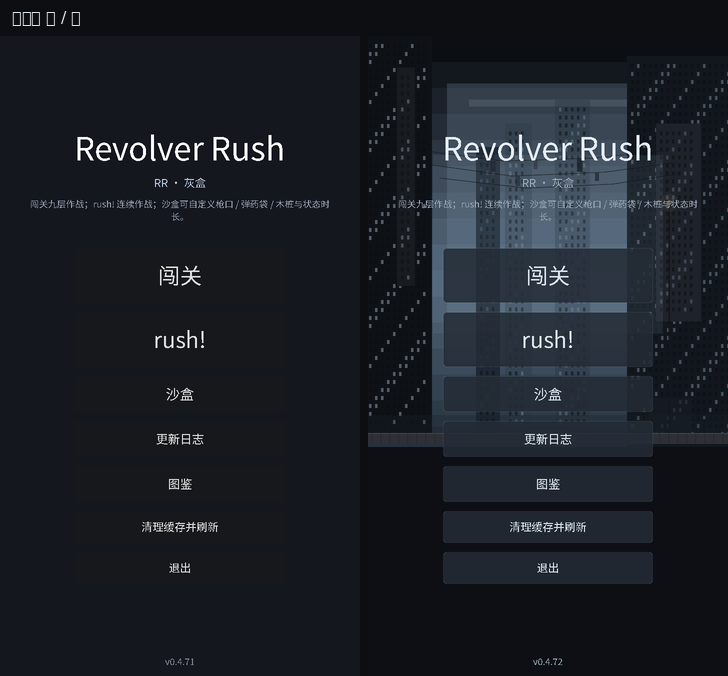 /
Revolver Rush
RR · 灰盒
闯关九层作战；rush! 连续作战；沙盒可自定义枪口 / 弹药袋 / 木桩与状态时
长。
闯关
rush!
沙盒
更新日志
图鉴
清理缓存并刷新
退出
v0.4.71
Revolver Rush
RR · 灰盒
闯关九层作战；rush! 连续作战；沙盒可自定义枪口 / 弹药袋 / 木桩与状态时
长。
闯关
rush!
沙盒
更新日志
图鉴
清理缓存并刷新
退出
v0.4.72